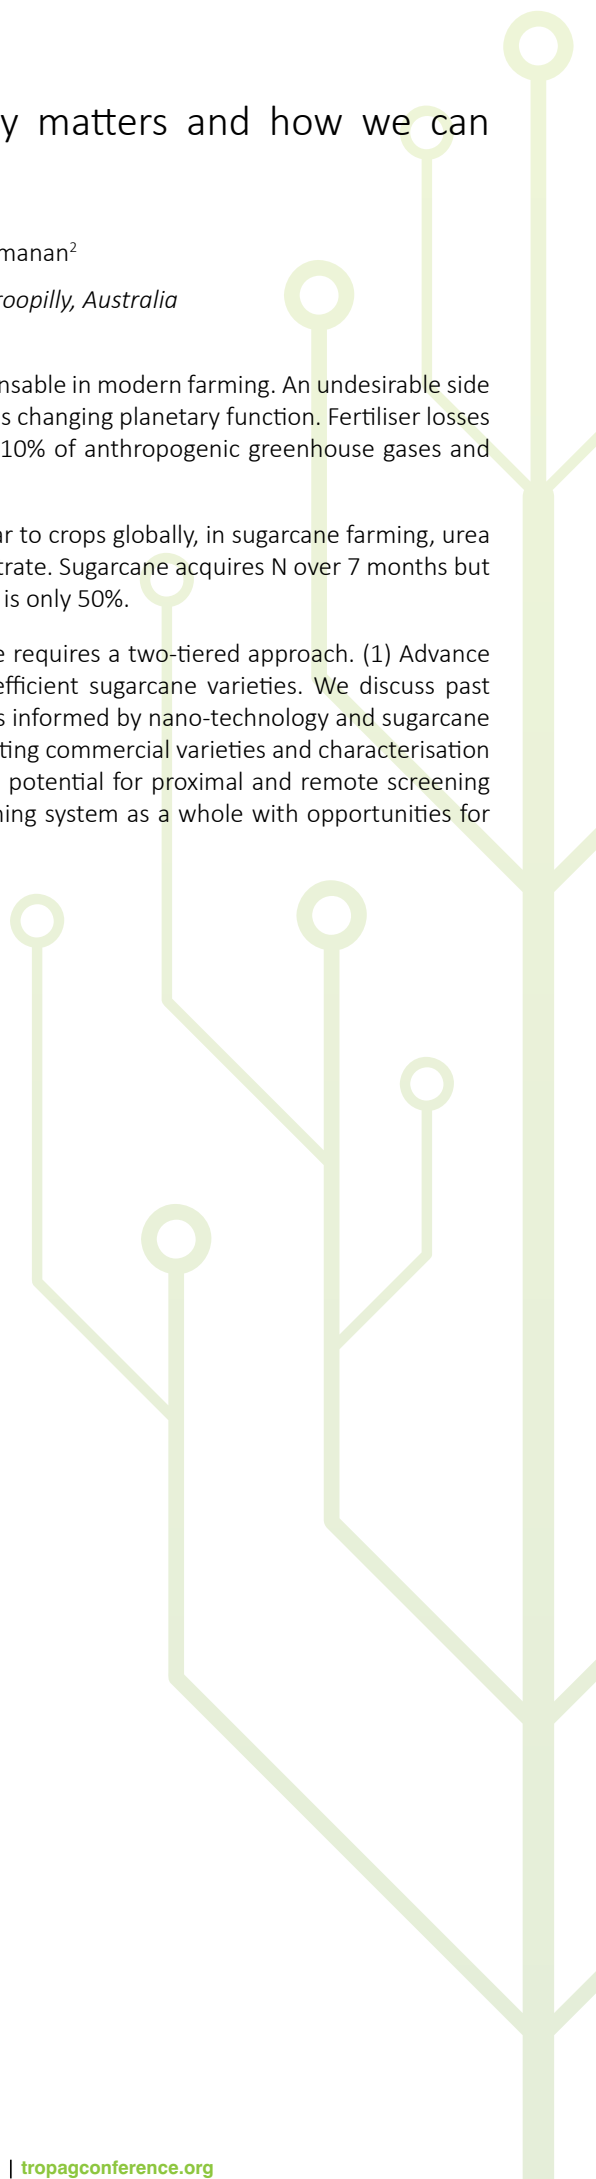 y matters and how we can
manan²
roopilly, Australia
nsable in modern farming. An undesirable side
s changing planetary function. Fertiliser losses
10% of anthropogenic greenhouse gases and
ar to crops globally, in sugarcane farming, urea
trate. Sugarcane acquires N over 7 months but
is only 50%.
e requires a two-tiered approach. (1) Advance
efficient sugarcane varieties. We discuss past
s informed by nano-technology and sugarcane
ting commercial varieties and characterisation
potential for proximal and remote screening
ning system as a whole with opportunities for
| tropagconference.org